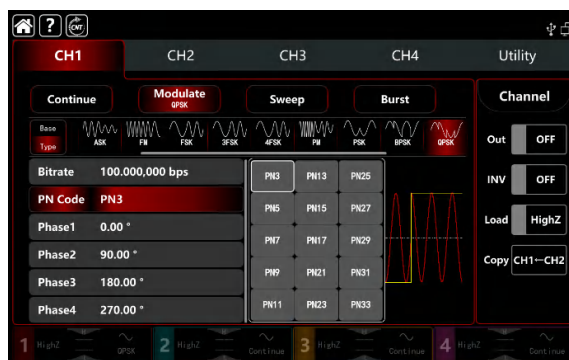 ? CNT
CH1 CH2 CH3 CH4 Utility
Continue Modulate QPSK Sweep Burst Channel
Base Type ASK FM FSK 3FSK 4FSK PM PSK BPSK QPSK
Out OFF
Bitrate 100.000,000 bps PN3 PN13 PN25
INV OFF
PN Code PN3 PN5 PN15 PN27
Phase1 0.00 °
Load HighZ
Phase2 90.00 ° PN7 PN17 PN29
Copy CH1←CH2
Phase3 180.00 ° PN9 PN21 PN31
Phase4 270.00 ° PN11 PN23 PN33
1 HighZ QPSK 2 HighZ Continue 3 HighZ Continue 4 HighZ Continue